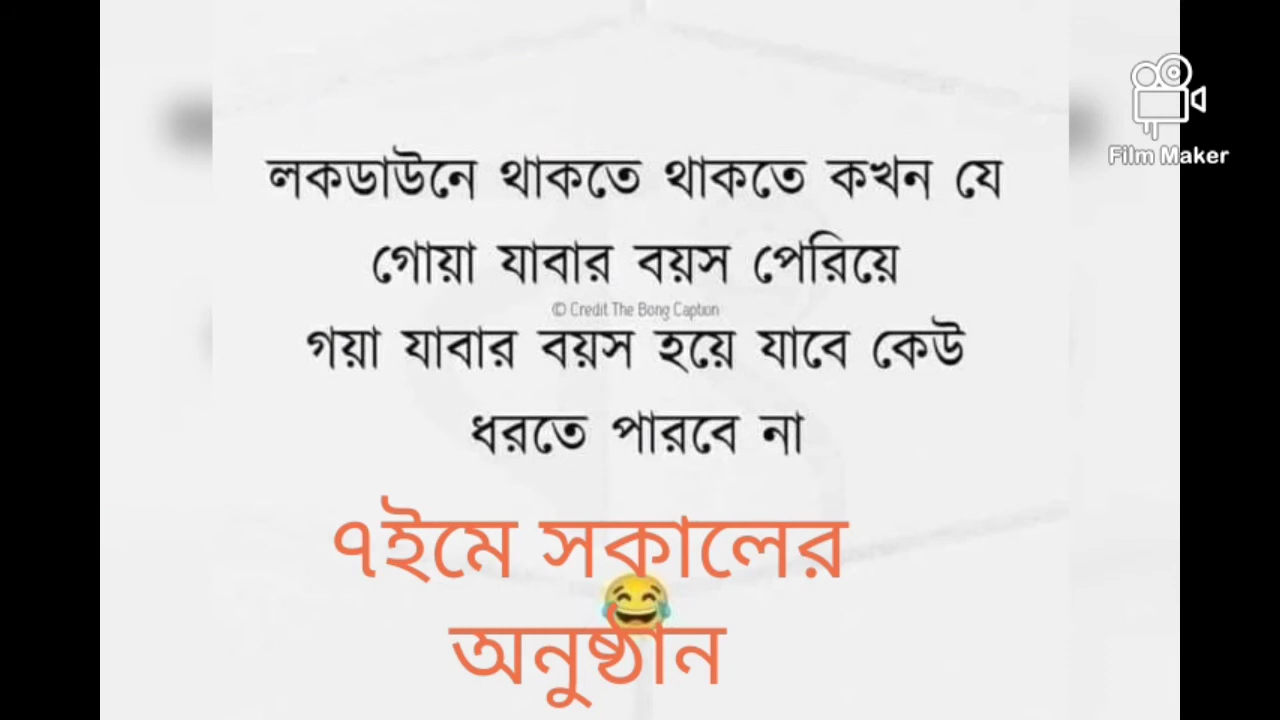 Film Maker
লকডাউনে থাকতে থাকতে কখন যে
গোয়া যাবার বয়স পেরিয়ে
© Credit The Bong Caption
গয়া যাবার বয়স হয়ে যাবে কেউ
ধরতে পারবে না
৭ইমে সকালের
অনুষ্ঠান